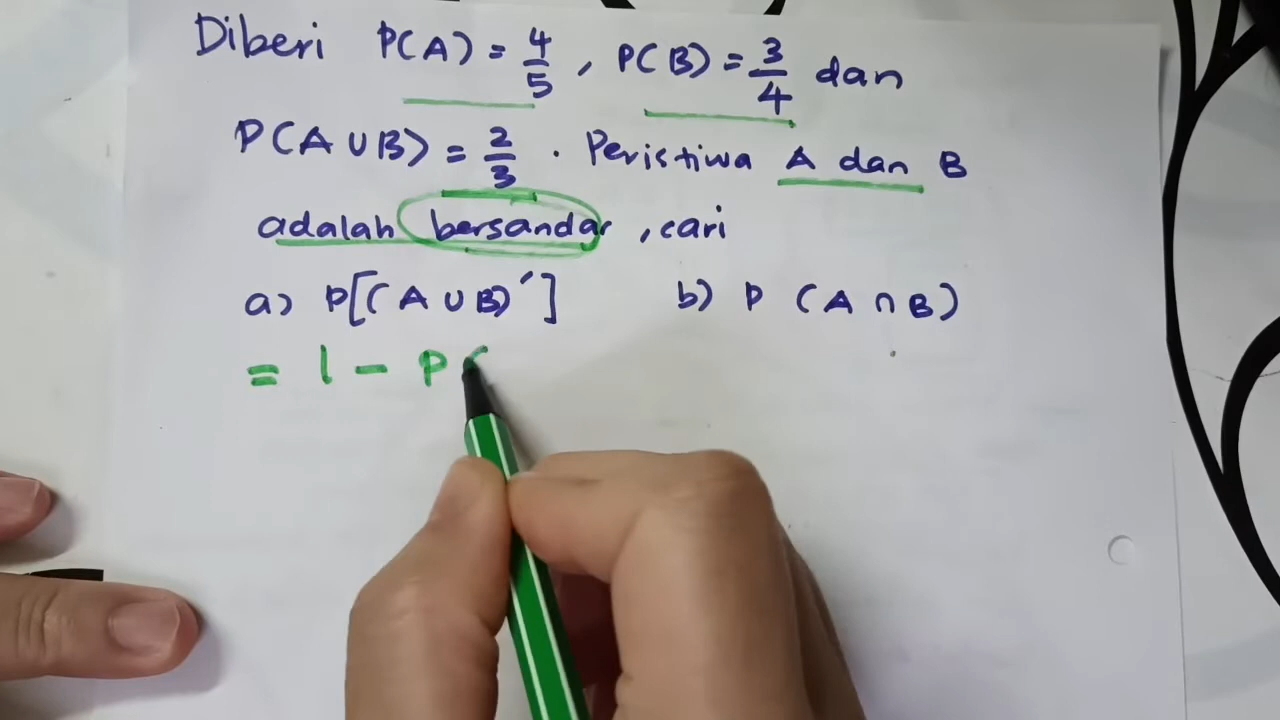 Diberi P(A) = 4/5 , P(B) = 3/4 dan
P(A ∪ B) = 2/3 . Peristiwa A dan B
adalah bersandar , cari
a) P[(A ∪ B)′] b) P (A ∩ B)
= 1 - P(